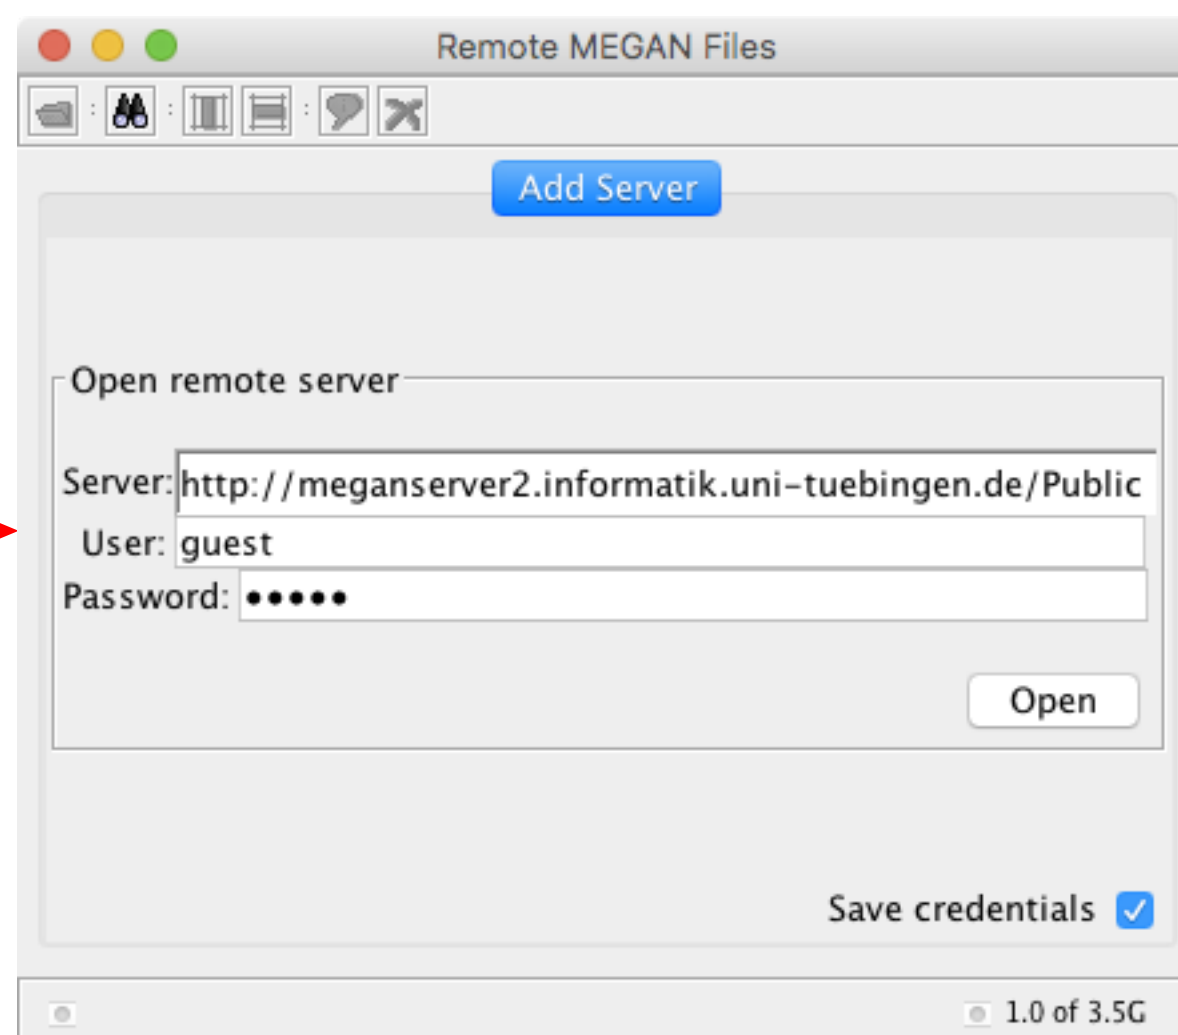 Remote MEGAN Files
Add Server
Open remote server
Server: http://meganserver2.informatik.uni-tuebingen.de/Public
User: guest
Password: •••••
Open
Save credentials
1.0 of 3.5G